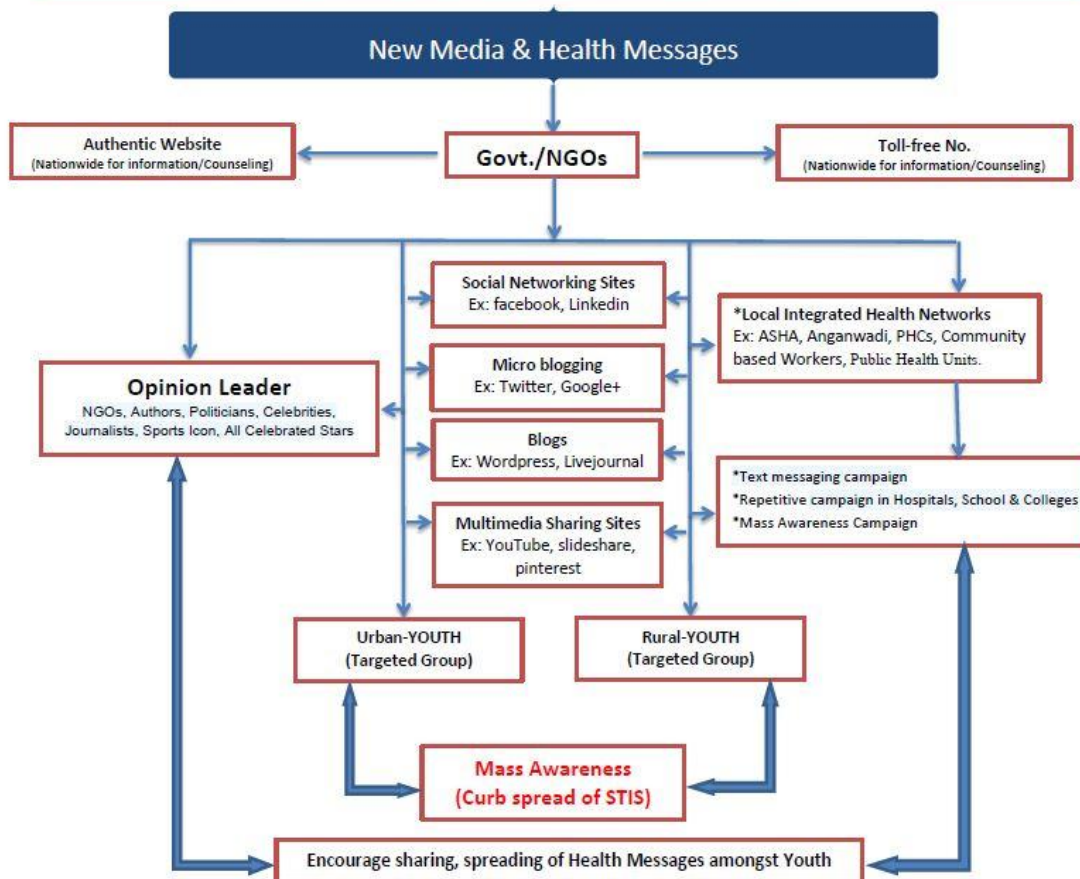 New Media & Health Messages
Authentic Website
(Nationwide for information/Counseling)
Govt./NGOs
Toll-free No.
(Nationwide for information/Counseling)
Social Networking Sites
Ex: facebook, Linkedin
*Local Integrated Health Networks
Ex: ASHA, Anganwadi, PHCs, Community
based Workers, Public Health Units.
Micro blogging
Ex: Twitter, Google+
Opinion Leader
NGOs, Authors, Politicians, Celebrities,
Journalists, Sports Icon, All Celebrated Stars
Blogs
Ex: Wordpress, Livejournal
*Text messaging campaign
*Repetitive campaign in Hospitals, School & Colleges
*Mass Awareness Campaign
Multimedia Sharing Sites
Ex: YouTube, slideshare,
pinterest
Urban-YOUTH
(Targeted Group)
Rural-YOUTH
(Targeted Group)
Mass Awareness
(Curb spread of STIS)
Encourage sharing, spreading of Health Messages amongst Youth